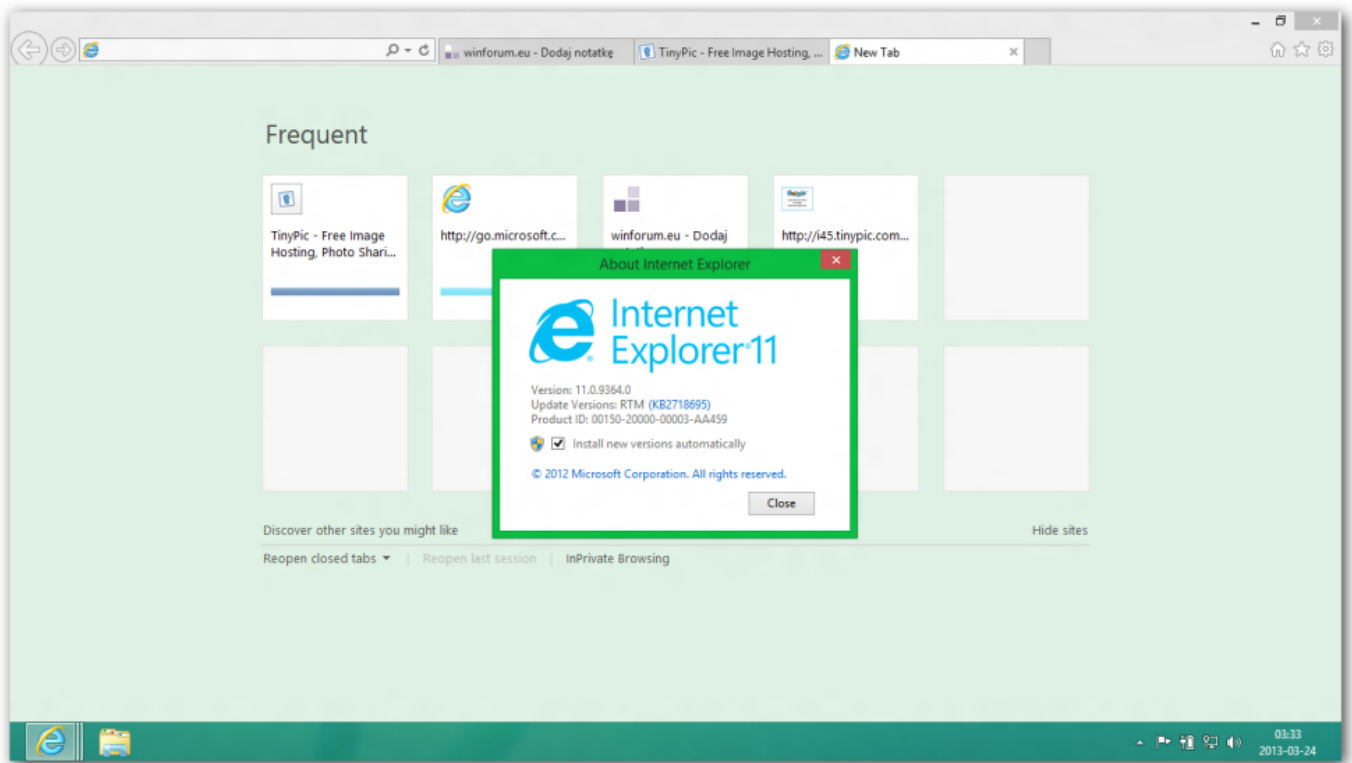 winforum.eu - Dodaj notatkę
TinyPic - Free Image Hosting, ...
New Tab
Frequent
TinyPic - Free Image
Hosting, Photo Shari...
http://go.microsoft.c...
winforum.eu - Dodaj
http://i45.tinypic.com...
About Internet Explorer
Internet
Explorer 11
Version: 11.0.9364.0
Update Versions: RTM (KB2718695)
Product ID: 00150-20000-00003-AA459
Install new versions automatically
© 2012 Microsoft Corporation. All rights reserved.
Close
Discover other sites you might like
Hide sites
Reopen closed tabs | Reopen last session | InPrivate Browsing
03:33
2013-03-24